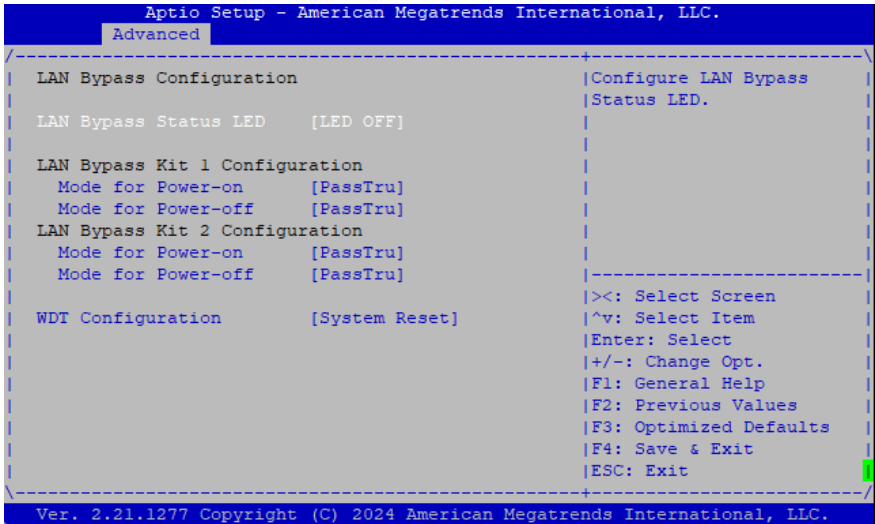 Aptio Setup - American Megatrends International, LLC.
Advanced
LAN Bypass Configuration
Configure LAN Bypass
Status LED.
LAN Bypass Status LED [LED OFF]
LAN Bypass Kit 1 Configuration
Mode for Power-on [PassTru]
Mode for Power-off [PassTru]
LAN Bypass Kit 2 Configuration
Mode for Power-on [PassTru]
Mode for Power-off [PassTru]
WDT Configuration [System Reset]
><: Select Screen
^v: Select Item
Enter: Select
+/-: Change Opt.
F1: General Help
F2: Previous Values
F3: Optimized Defaults
F4: Save & Exit
ESC: Exit
Ver. 2.21.1277 Copyright (C) 2024 American Megatrends International, LLC.